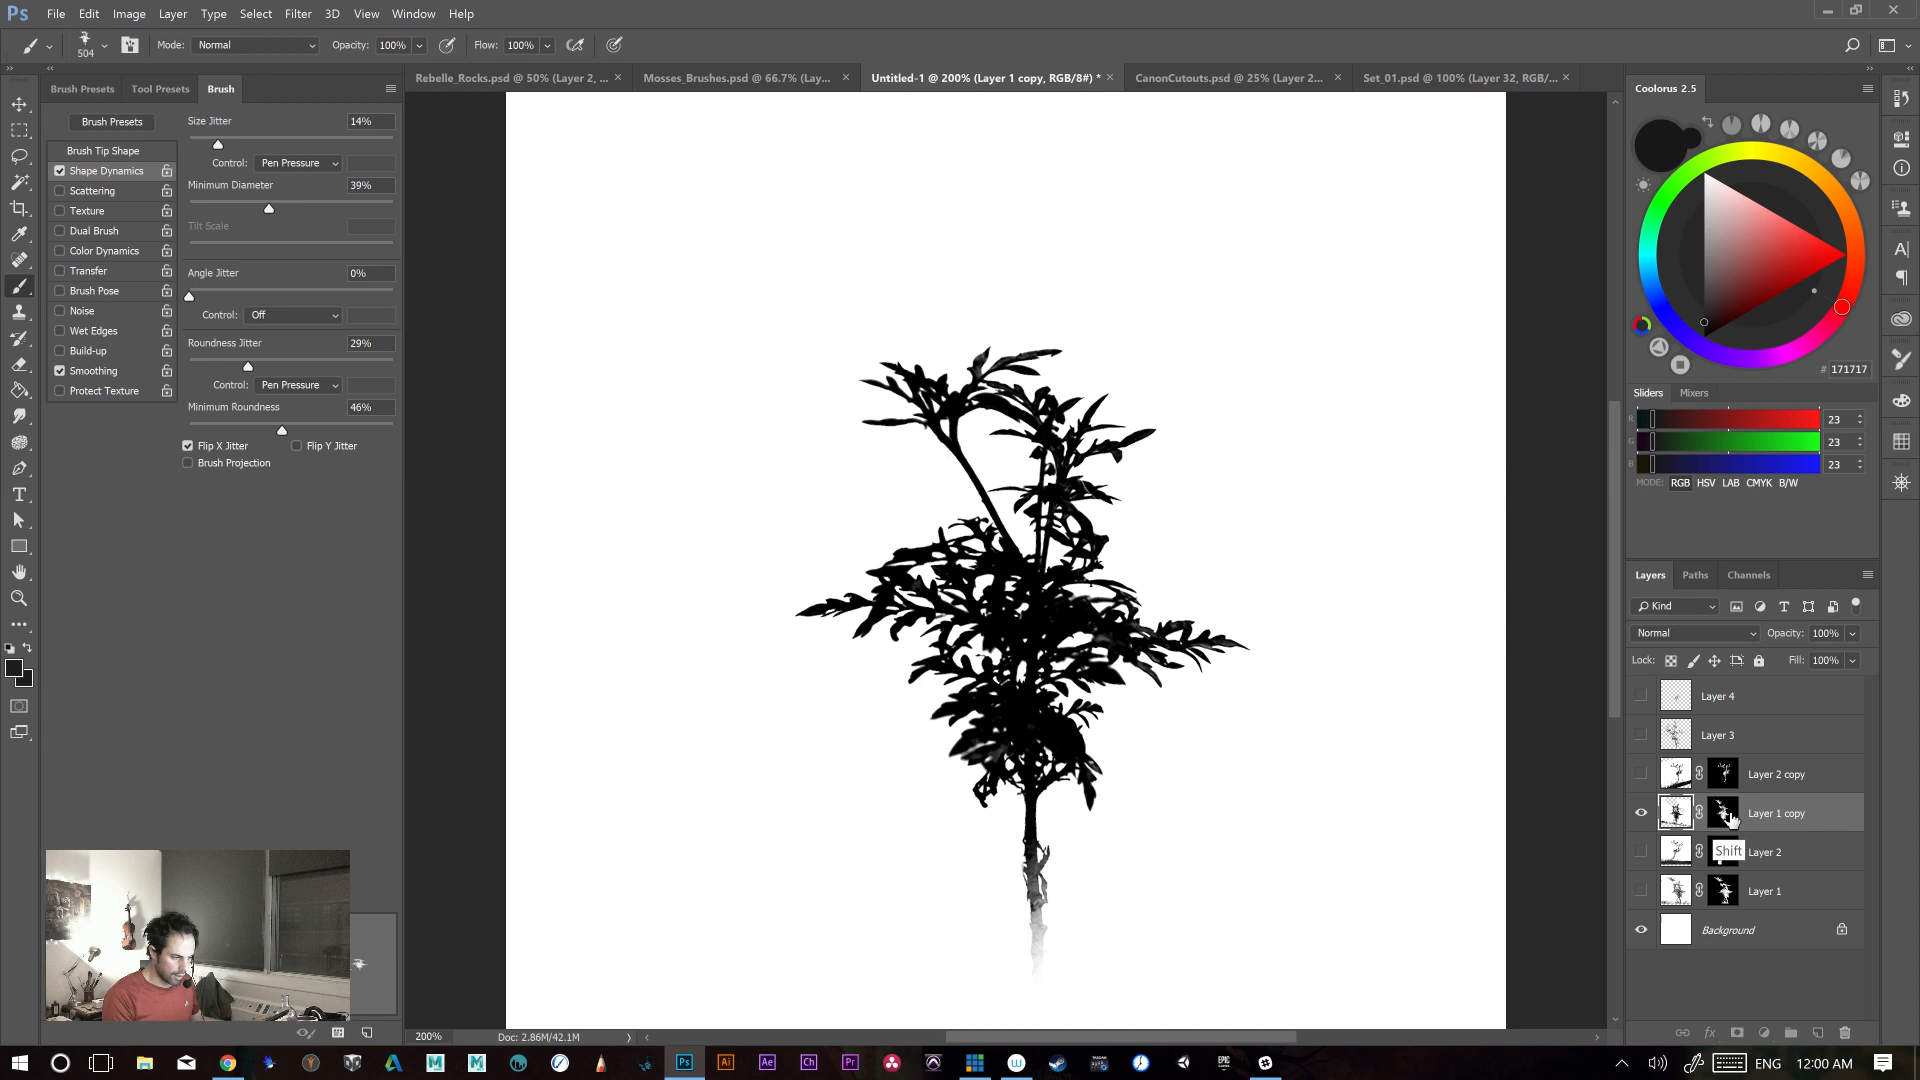 Ps File Edit Image Layer Type Select Filter 3D View Window Help
504 Mode: Normal Opacity: 100% Flow: 100%
Brush Presets Tool Presets Brush
Rebelle_Rocks.psd @ 50% (Layer 2, ... × Mosses_Brushes.psd @ 66.7% (Lay... × Untitled-1 @ 200% (Layer 1 copy, RGB/8#) * × CanonCutouts.psd @ 25% (Layer 2... × Set_01.psd @ 100% (Layer 32, RGB/... ×
Brush Presets
Brush Tip Shape
Shape Dynamics
Scattering
Texture
Dual Brush
Color Dynamics
Transfer
Brush Pose
Noise
Wet Edges
Build-up
Smoothing
Protect Texture
Size Jitter 14%
Control: Pen Pressure
Minimum Diameter 39%
Tilt Scale
Angle Jitter 0%
Control: Off
Roundness Jitter 29%
Control: Pen Pressure
Minimum Roundness 46%
Flip X Jitter Flip Y Jitter
Brush Projection
Coolorus 2.5
# 171717
Sliders Mixers
R 23
G 23
B 23
MODE: RGB HSV LAB CMYK B/W
Layers Paths Channels
Kind
Normal Opacity: 100%
Lock: Fill: 100%
Layer 4
Layer 3
Layer 2 copy
Layer 1 copy
Shift Layer 2
Layer 1
Background
200% Doc: 2.86M/42.1M
Ps Ai Ae Ch Pr
ENG 12:00 AM